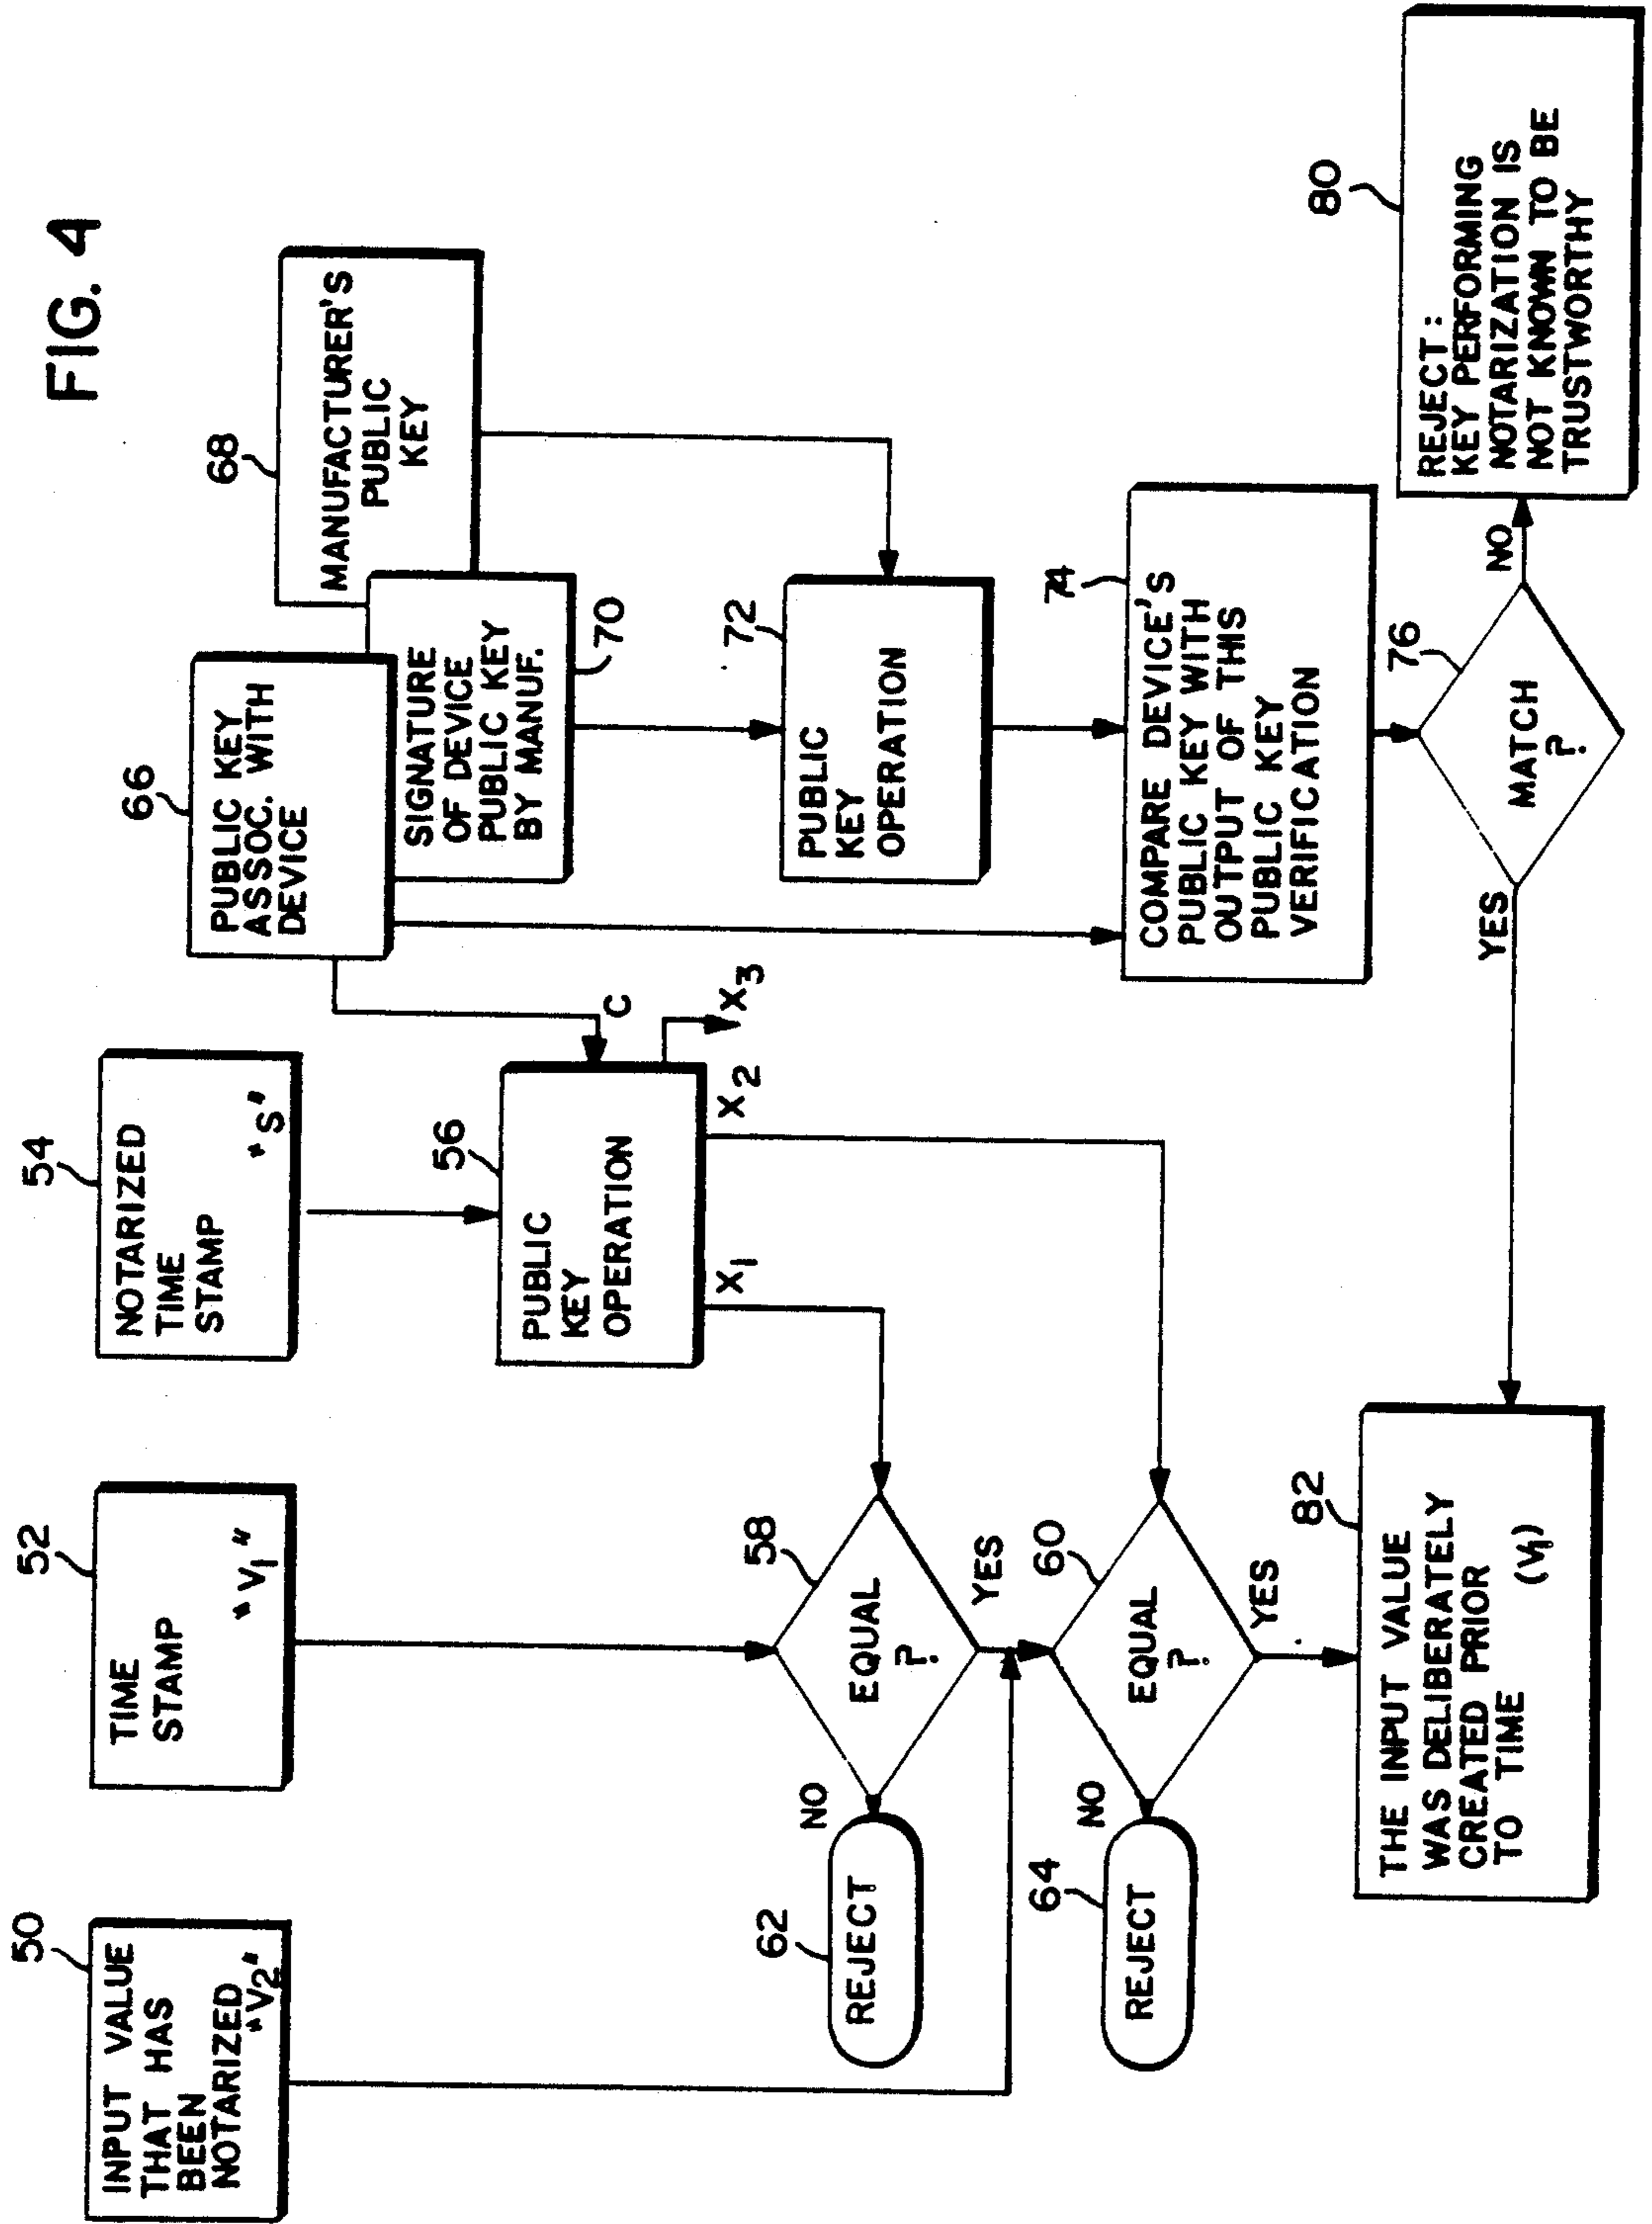 FIG. 4
50
INPUT VALUE
THAT HAS
BEEN
NOTARIZED
"V2"
52
TIME
STAMP
"V1"
54
NOTARIZED
TIME
STAMP
"S"
66
PUBLIC KEY
ASSOC. WITH
DEVICE
68
MANUFACTURER'S
PUBLIC
KEY
SIGNATURE
OF DEVICE
PUBLIC KEY
BY MANUF.
70
C
56
PUBLIC
KEY
OPERATION
X1
X2
X3
72
PUBLIC
KEY
OPERATION
58
EQUAL
?
NO
YES
62
REJECT
60
EQUAL
?
NO
YES
64
REJECT
74
COMPARE DEVICE'S
PUBLIC KEY WITH
OUTPUT OF THIS
PUBLIC KEY
VERIFICATION
76
MATCH
?
YES
NO
80
REJECT:
KEY PERFORMING
NOTARIZATION IS
NOT KNOWN TO BE
TRUSTWORTHY
82
THE INPUT VALUE
WAS DELIBERATELY
CREATED PRIOR
TO TIME (V1)